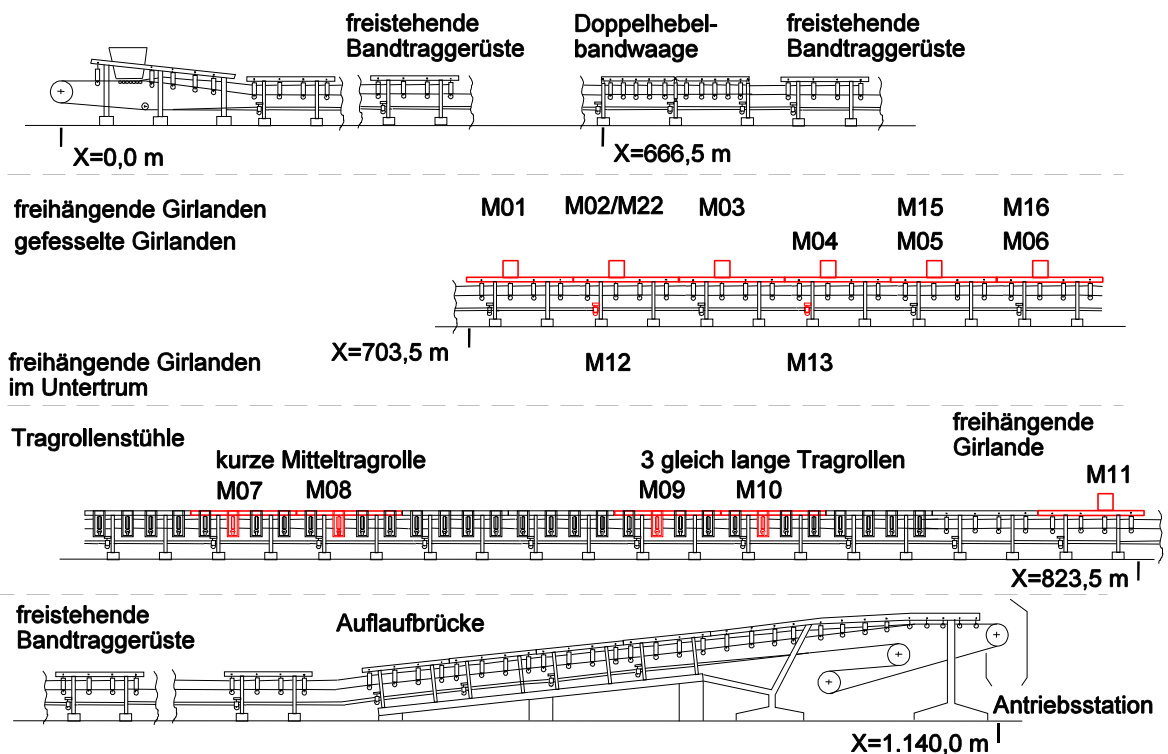 freistehende
Bandtraggerüste
Doppelhebel-
bandwaage
freistehende
Bandtraggerüste
X=0,0 m
X=666,5 m
freihängende Girlanden
M01
M02/M22
M03
M15
M16
gefesselte Girlanden
M04
M05
M06
X=703,5 m
freihängende Girlanden
im Untertrum
M12
M13
Tragrollenstühle
freihängende
Girlande
kurze Mitteltragrolle
3 gleich lange Tragrollen
M07
M08
M09
M10
M11
X=823,5 m
freistehende
Bandtraggerüste
Auflaufbrücke
Antriebsstation
X=1.140,0 m